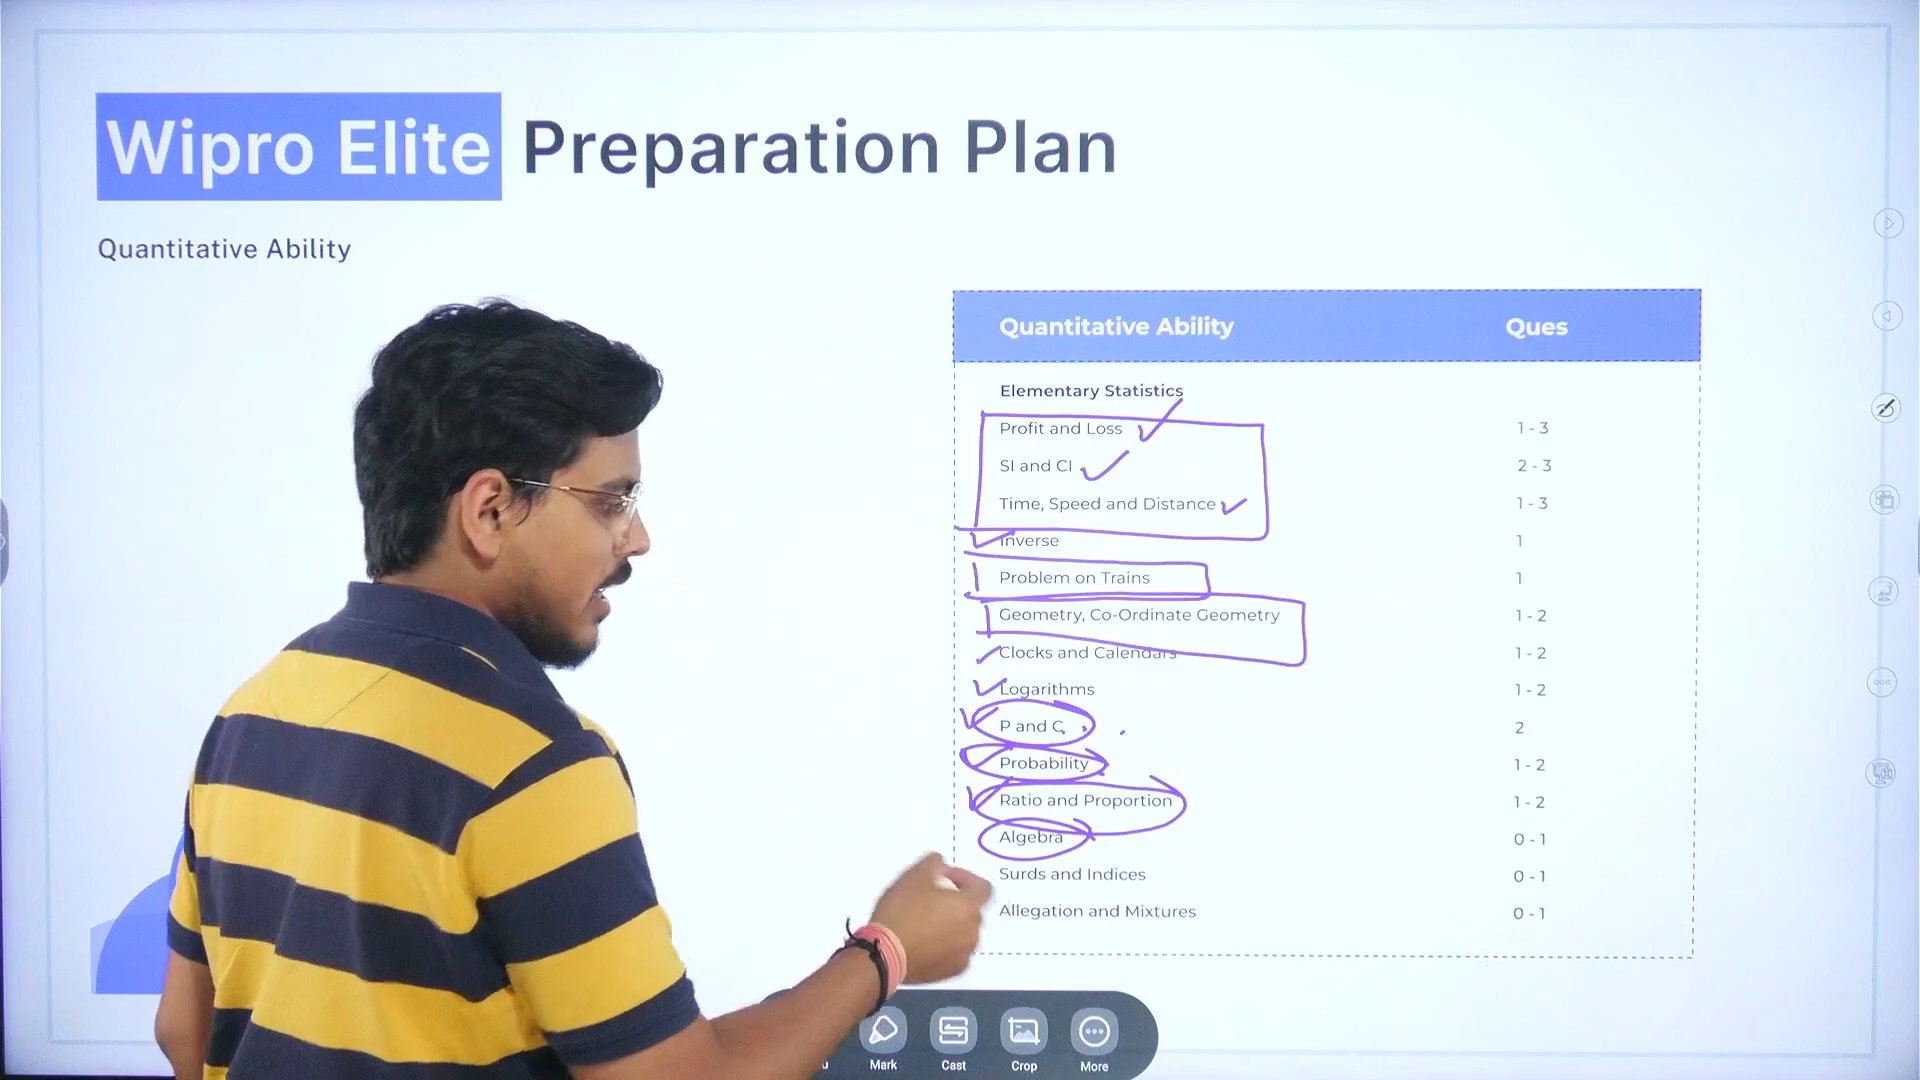 Wipro Elite Preparation Plan
Quantitative Ability
Quantitative Ability Ques
Elementary Statistics
Profit and Loss 1 - 3
SI and CI 2 - 3
Time, Speed and Distance 1 - 3
Inverse 1
Problem on Trains 1
Geometry, Co-Ordinate Geometry 1 - 2
Clocks and Calendars 1 - 2
Logarithms 1 - 2
P and C 2
Probability 1 - 2
Ratio and Proportion 1 - 2
Algebra 0 - 1
Surds and Indices 0 - 1
Allegation and Mixtures 0 - 1
Mark Cast Crop More